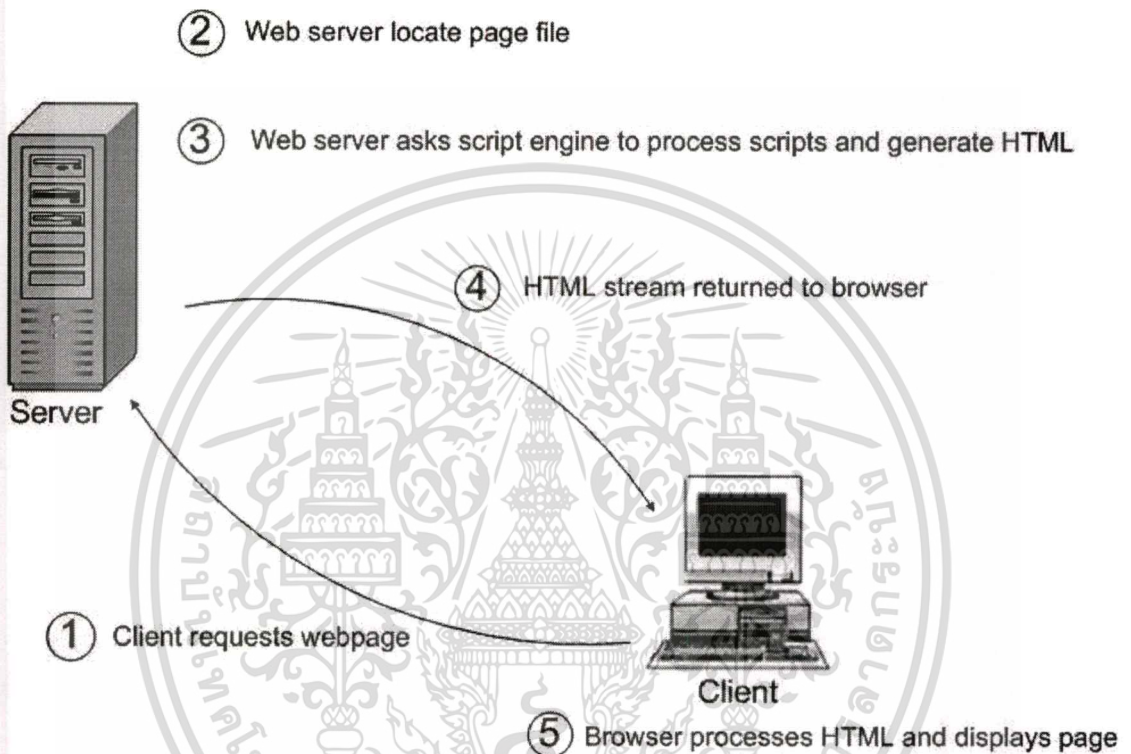 ② Web server locate page file
③ Web server asks script engine to process scripts and generate HTML
④ HTML stream returned to browser
Server
① Client requests webpage
Client
⑤ Browser processes HTML and displays page